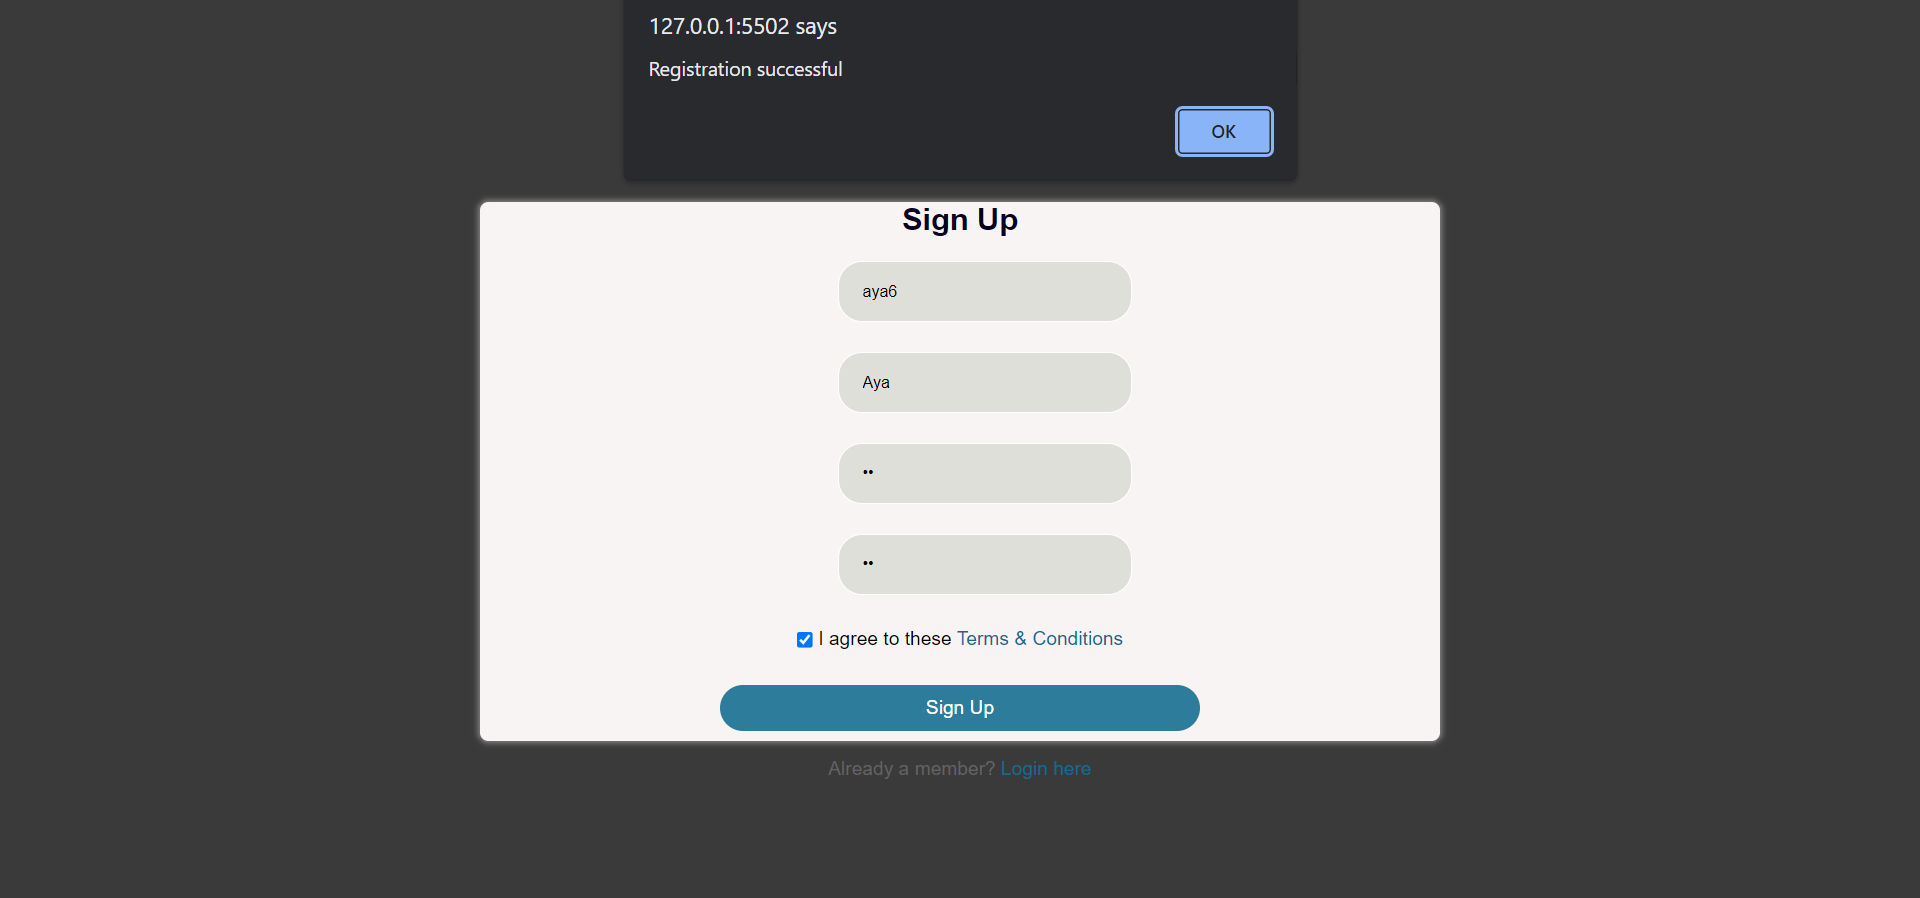 127.0.0.1:5502 says
Registration successful
OK
Sign Up
aya6
Aya
••
••
I agree to these Terms & Conditions
Sign Up
Already a member? Login here